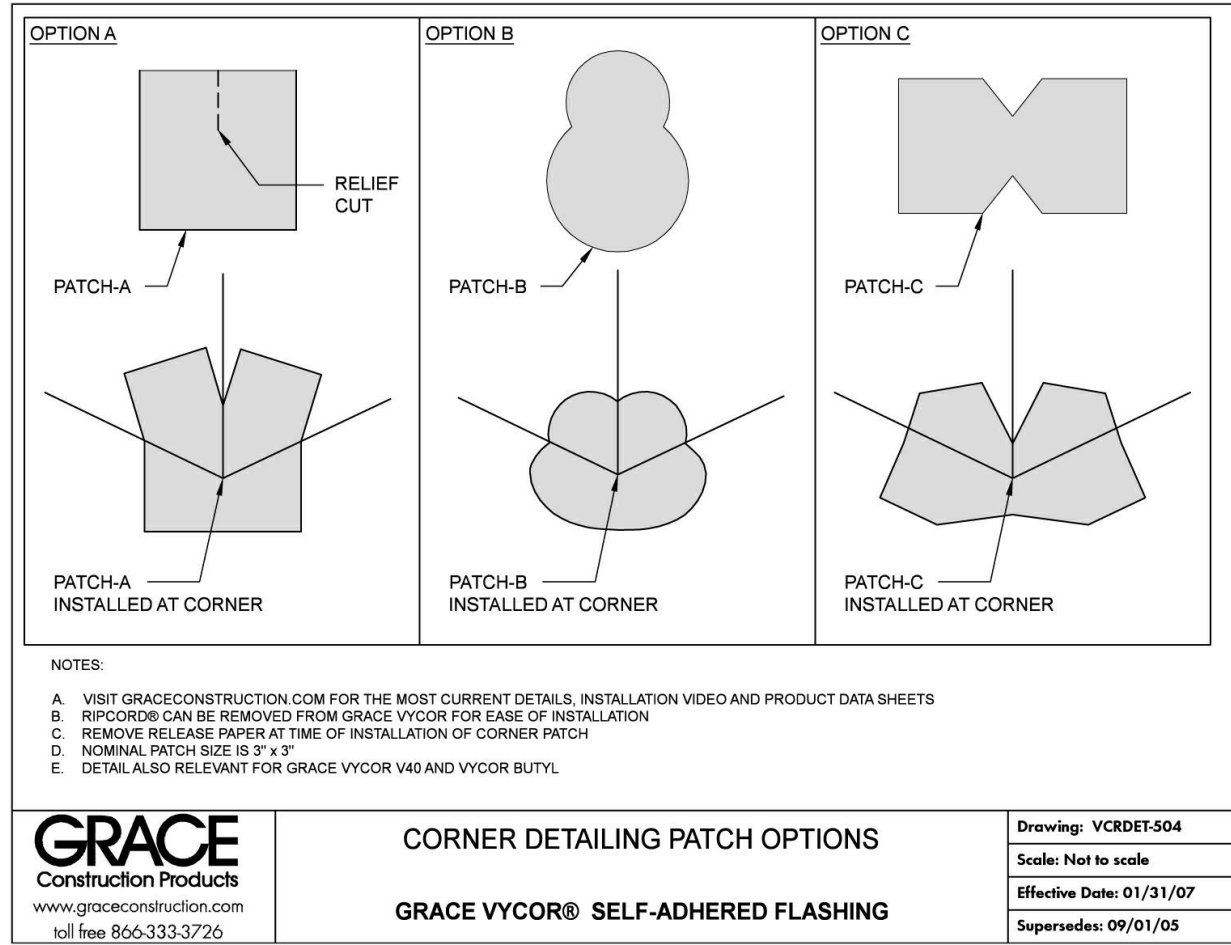 OPTION A
RELIEF
CUT
PATCH-A
PATCH-A
INSTALLED AT CORNER
OPTION B
PATCH-B
PATCH-B
INSTALLED AT CORNER
OPTION C
PATCH-C
PATCH-C
INSTALLED AT CORNER
NOTES:
A. VISIT GRACECONSTRUCTION.COM FOR THE MOST CURRENT DETAILS, INSTALLATION VIDEO AND PRODUCT DATA SHEETS
B. RIPCORD® CAN BE REMOVED FROM GRACE VYCOR FOR EASE OF INSTALLATION
C. REMOVE RELEASE PAPER AT TIME OF INSTALLATION OF CORNER PATCH
D. NOMINAL PATCH SIZE IS 3" x 3"
E. DETAIL ALSO RELEVANT FOR GRACE VYCOR V40 AND VYCOR BUTYL
GRACE
Construction Products
www.graceconstruction.com
toll free 866-333-3726
CORNER DETAILING PATCH OPTIONS
GRACE VYCOR® SELF-ADHERED FLASHING
Drawing: VCRDET-504
Scale: Not to scale
Effective Date: 01/31/07
Supersedes: 09/01/05